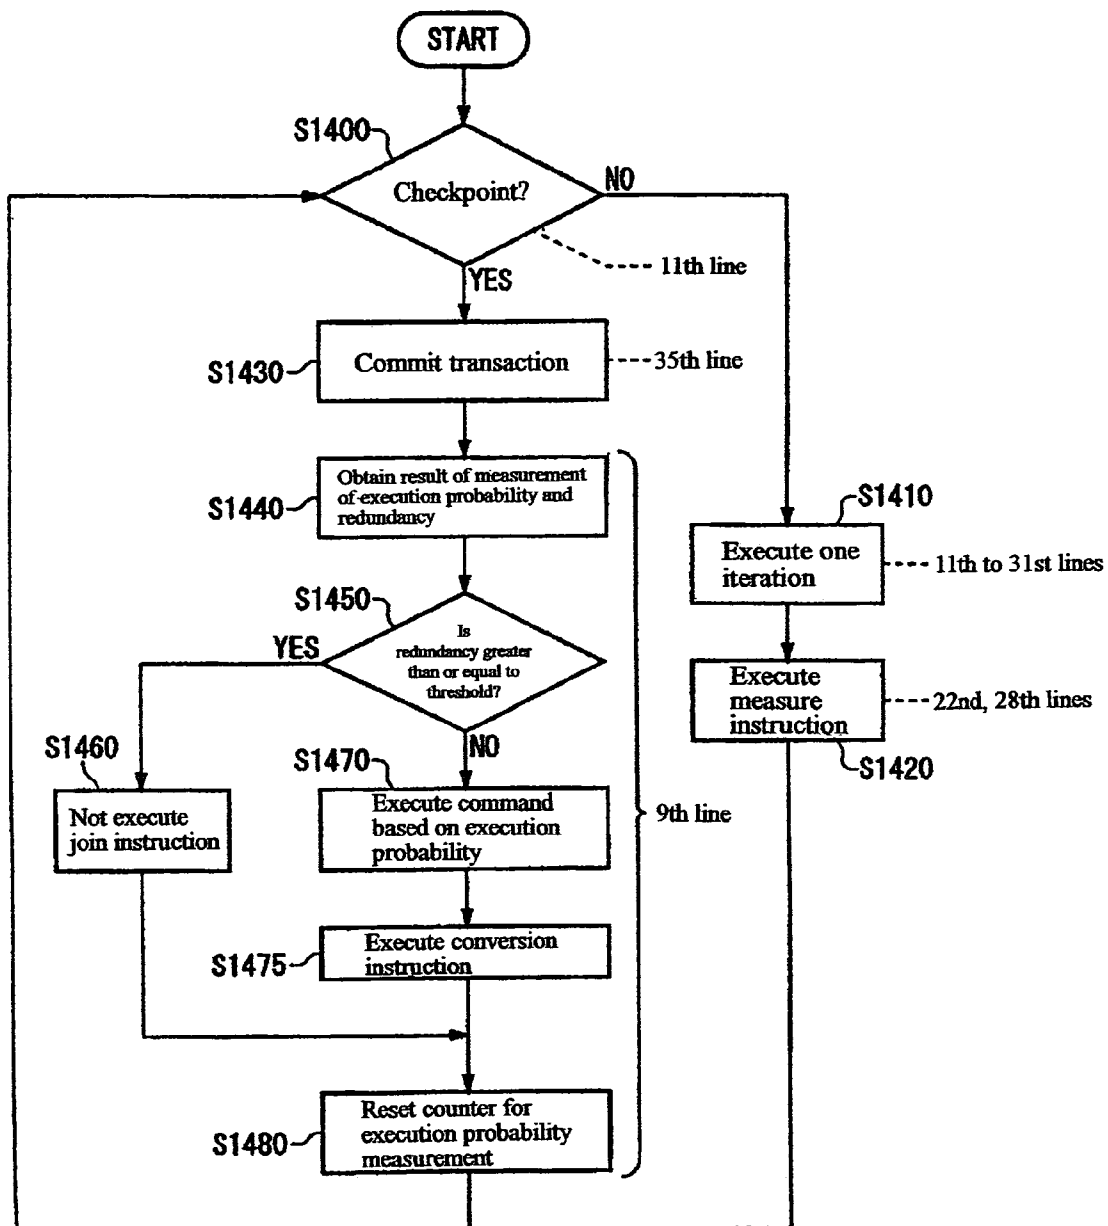 START
S1400
Checkpoint?
NO
11th line
YES
S1430
Commit transaction
35th line
S1440
Obtain result of measurement
of execution probability and
redundancy
S1410
Execute one
iteration
11th to 31st lines
S1450
YES
Is
redundancy greater
than or equal to
threshold?
NO
Execute
measure
instruction
22nd, 28th lines
S1420
S1460
Not execute
join instruction
S1470
Execute command
based on execution
probability
9th line
S1475
Execute conversion
instruction
S1480
Reset counter for
execution probability
measurement